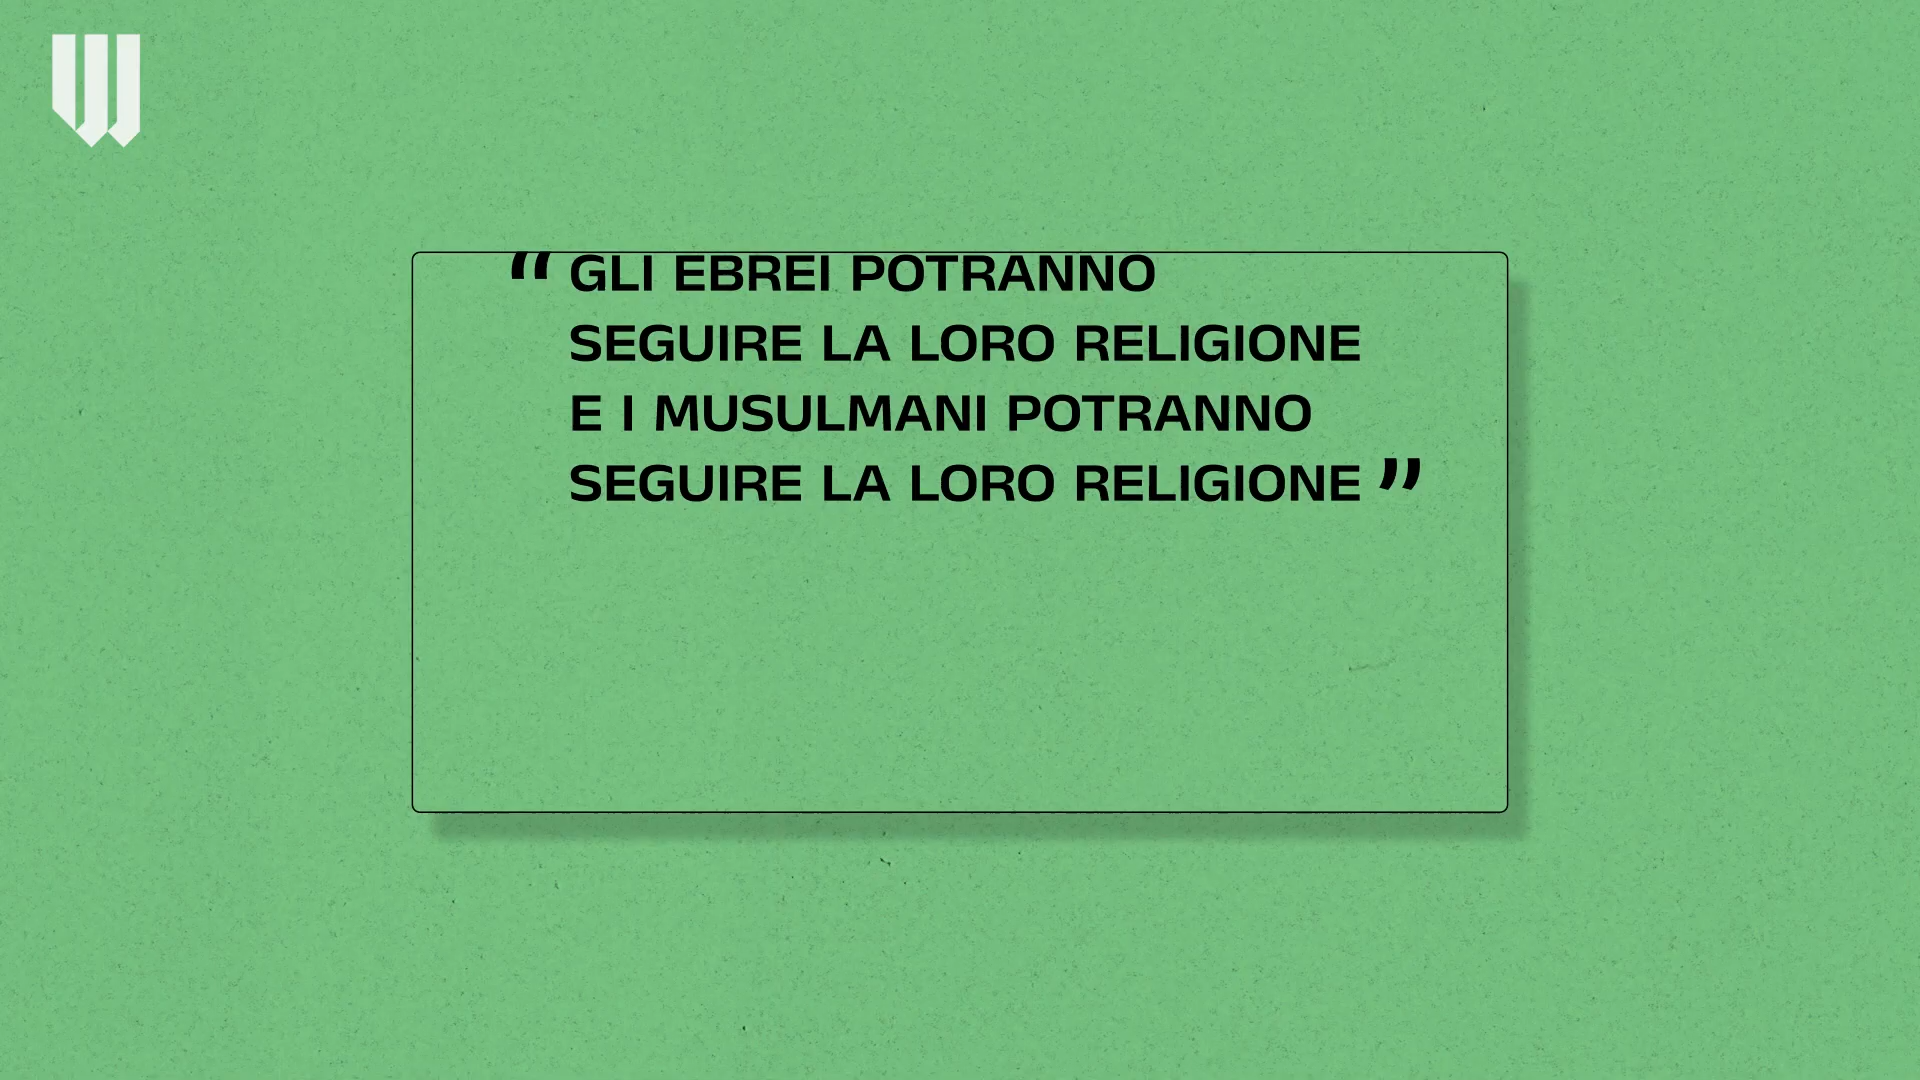 “GLI EBREI POTRANNO
SEGUIRE LA LORO RELIGIONE
E I MUSULMANI POTRANNO
SEGUIRE LA LORO RELIGIONE”